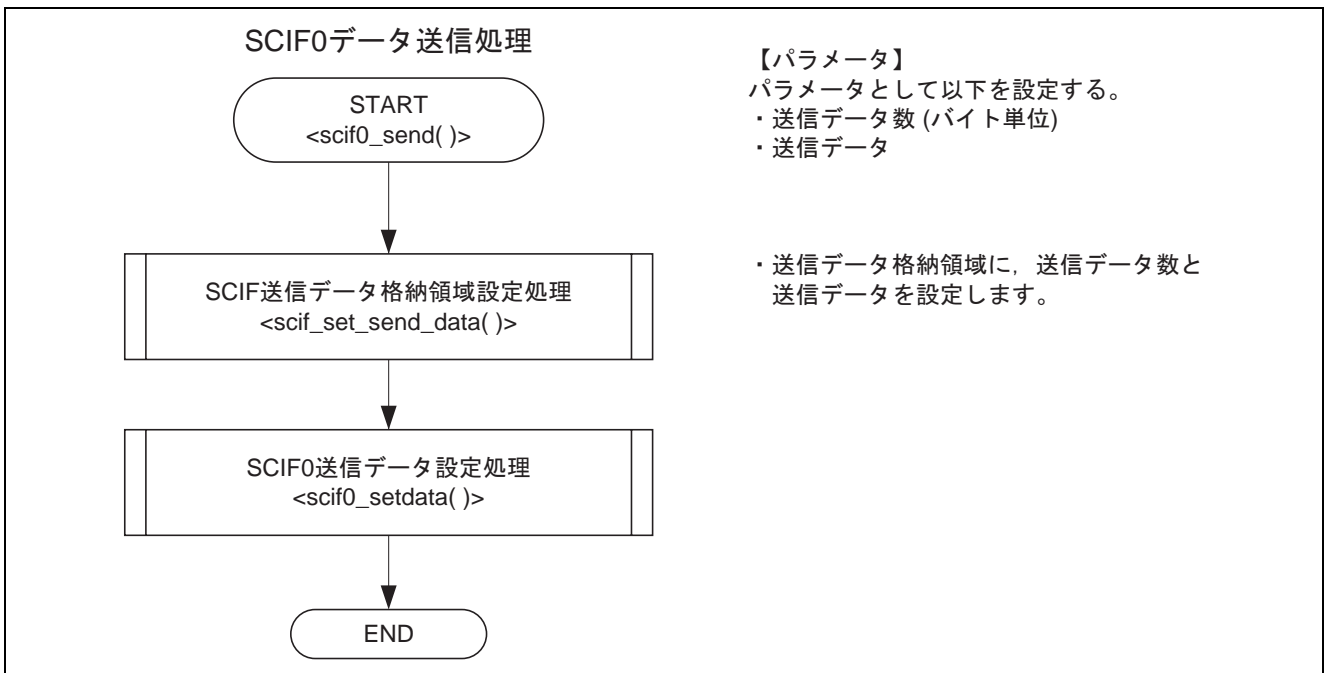 SCIF0データ送信処理
START
<scif0_send( )>
【パラメータ】
パラメータとして以下を設定する。
・送信データ数 (バイト単位)
・送信データ
SCIF送信データ格納領域設定処理
<scif_set_send_data( )>
・送信データ格納領域に，送信データ数と
送信データを設定します。
SCIF0送信データ設定処理
<scif0_setdata( )>
END